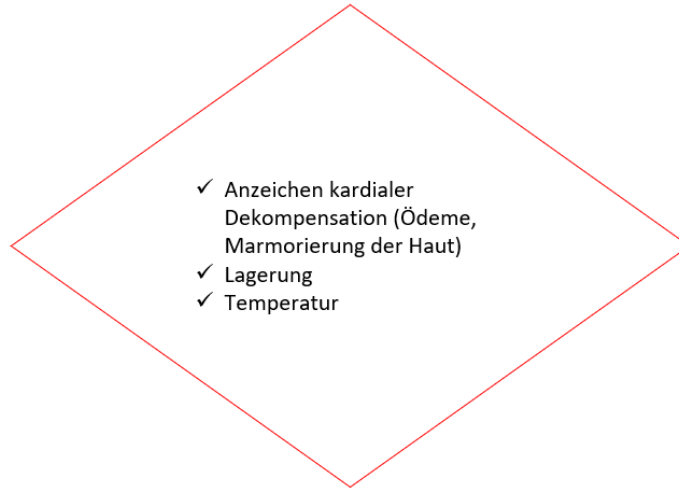 ✓ Anzeichen kardialer
Dekompensation (Ödeme,
Marmorierung der Haut)
✓ Lagerung
✓ Temperatur